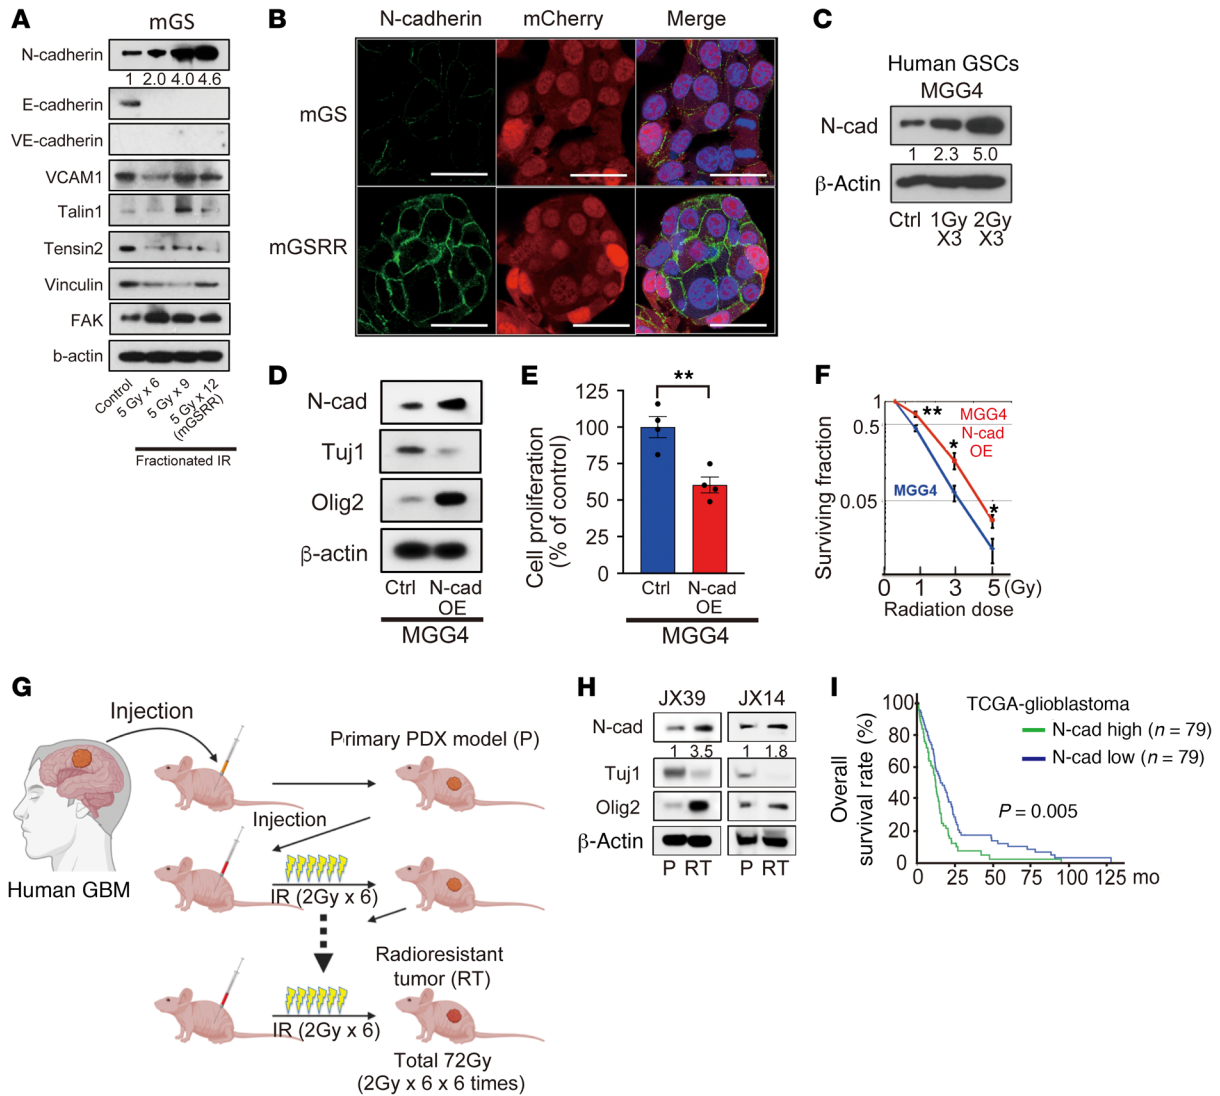 A
mGS
N-cadherin
1 2.0 4.0 4.6
E-cadherin
VE-cadherin
VCAM1
Talin1
Tensin2
Vinculin
FAK
b-actin
Control
5 Gy x 6
5 Gy x 9
5 Gy x 12
(mGSRR)
Fractionated IR
B
N-cadherin mCherry Merge
mGS
mGSRR
C
Human GSCs
MGG4
N-cad
1 2.3 5.0
β-Actin
Ctrl 1Gy 2Gy
X3 X3
D
N-cad
Tuj1
Olig2
β-actin
Ctrl N-cad
OE
MGG4
E
Cell proliferation
(% of control)
125
100
75
50
25
0
**
Ctrl N-cad
OE
MGG4
F
Surviving fraction
1
0.5
0.05
** MGG4
N-cad
OE
*
MGG4
*
0 1 3 5 (Gy)
Radiation dose
G
Injection
Primary PDX model (P)
Injection
IR (2Gy x 6)
Human GBM
Radioresistant
tumor (RT)
IR (2Gy x 6)
Total 72Gy
(2Gy x 6 x 6 times)
H
JX39 JX14
N-cad
1 3.5 1 1.8
Tuj1
Olig2
β-Actin
P RT P RT
I
Overall
survival rate (%)
100
80
60
40
20
0
TCGA-glioblastoma
N-cad high (n = 79)
N-cad low (n = 79)
P = 0.005
0 25 50 75 100 125 mo